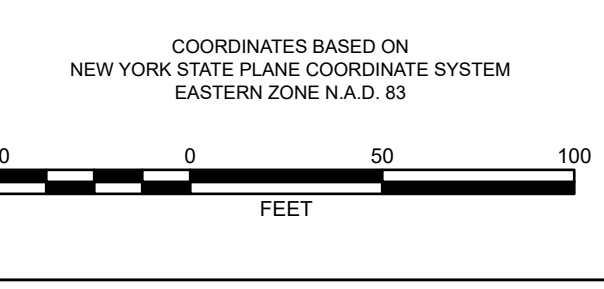 COORDINATES BASED ON
NEW YORK STATE PLANE COORDINATE SYSTEM
EASTERN ZONE N.A.D. 83
0 0 50 100
FEET